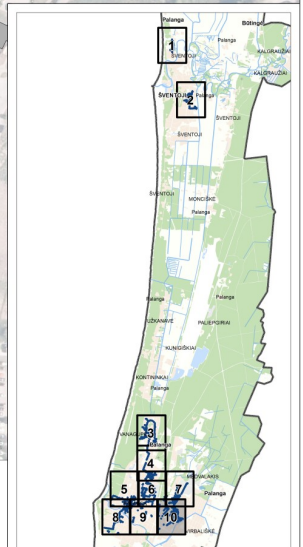 Palanga
Būtingė
1
Palanga
ŠVENTOJI
KALGRAUŽIAI
KALGRAUŽIAI
ŠVENTOJI
Palanga
2
ŠVENTOJI
ŠVENTOJI
ŠVENTOJI
MONCIŠKĖ
Palanga
Palanga
Palanga
UŽKANAVĖ
PALIEPGIRIAI
KUNIGIŠKIAI
KONTININKAI
Palanga
3
VANAGUPĖ
Palanga
4
MEDVALAKIS
5
6
7
Palanga
8
9
10
VIRBALIŠKĖ